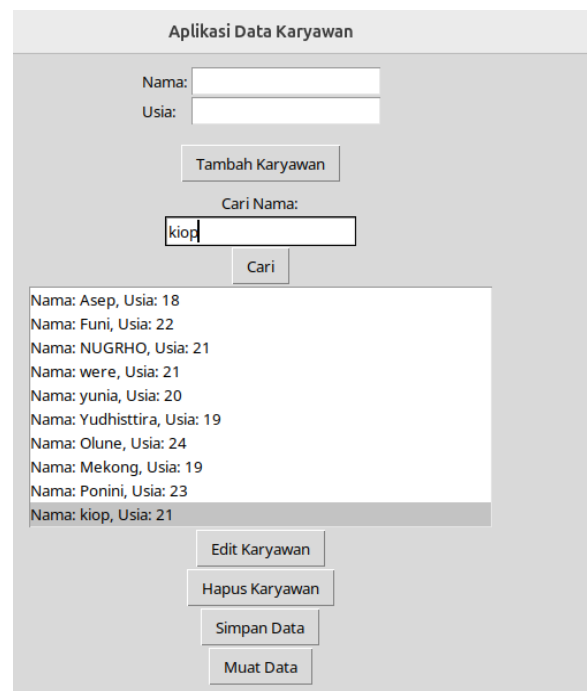 Aplikasi Data Karyawan
Nama:
Usia:
Tambah Karyawan
Cari Nama:
kiop
Cari
Nama: Asep, Usia: 18
Nama: Funi, Usia: 22
Nama: NUGRHO, Usia: 21
Nama: were, Usia: 21
Nama: yunia, Usia: 20
Nama: Yudhisttira, Usia: 19
Nama: Olune, Usia: 24
Nama: Mekong, Usia: 19
Nama: Ponini, Usia: 23
Nama: kiop, Usia: 21
Edit Karyawan
Hapus Karyawan
Simpan Data
Muat Data